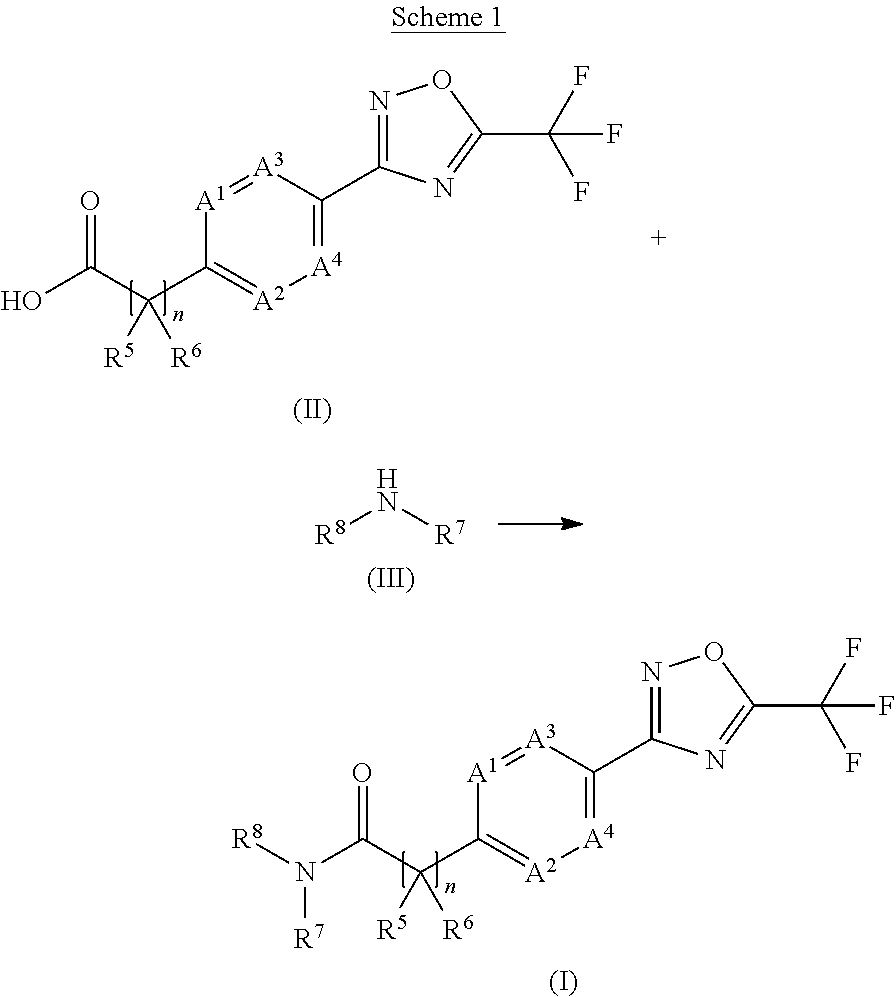 Scheme 1
O F
N F
A³ F
A¹ N
O
A⁴ +
HO A²
n
R⁵ R⁶
(II)
H
N
R⁸ R⁷
(III)
O F
N F
A³ N F
O A¹
R⁸ A⁴
N A²
n
R⁷ R⁵ R⁶
(I)